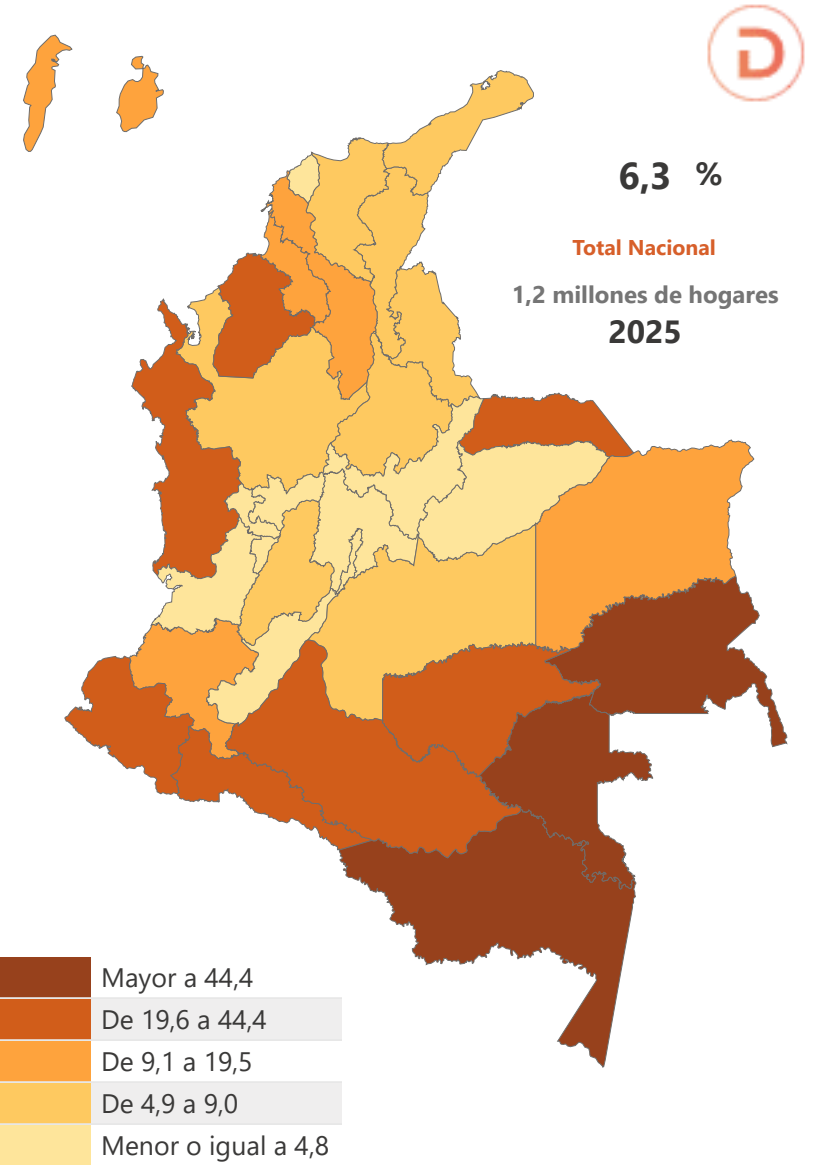 D
6,3 %
Total Nacional
1,2 millones de hogares
2025
Mayor a 44,4
De 19,6 a 44,4
De 9,1 a 19,5
De 4,9 a 9,0
Menor o igual a 4,8